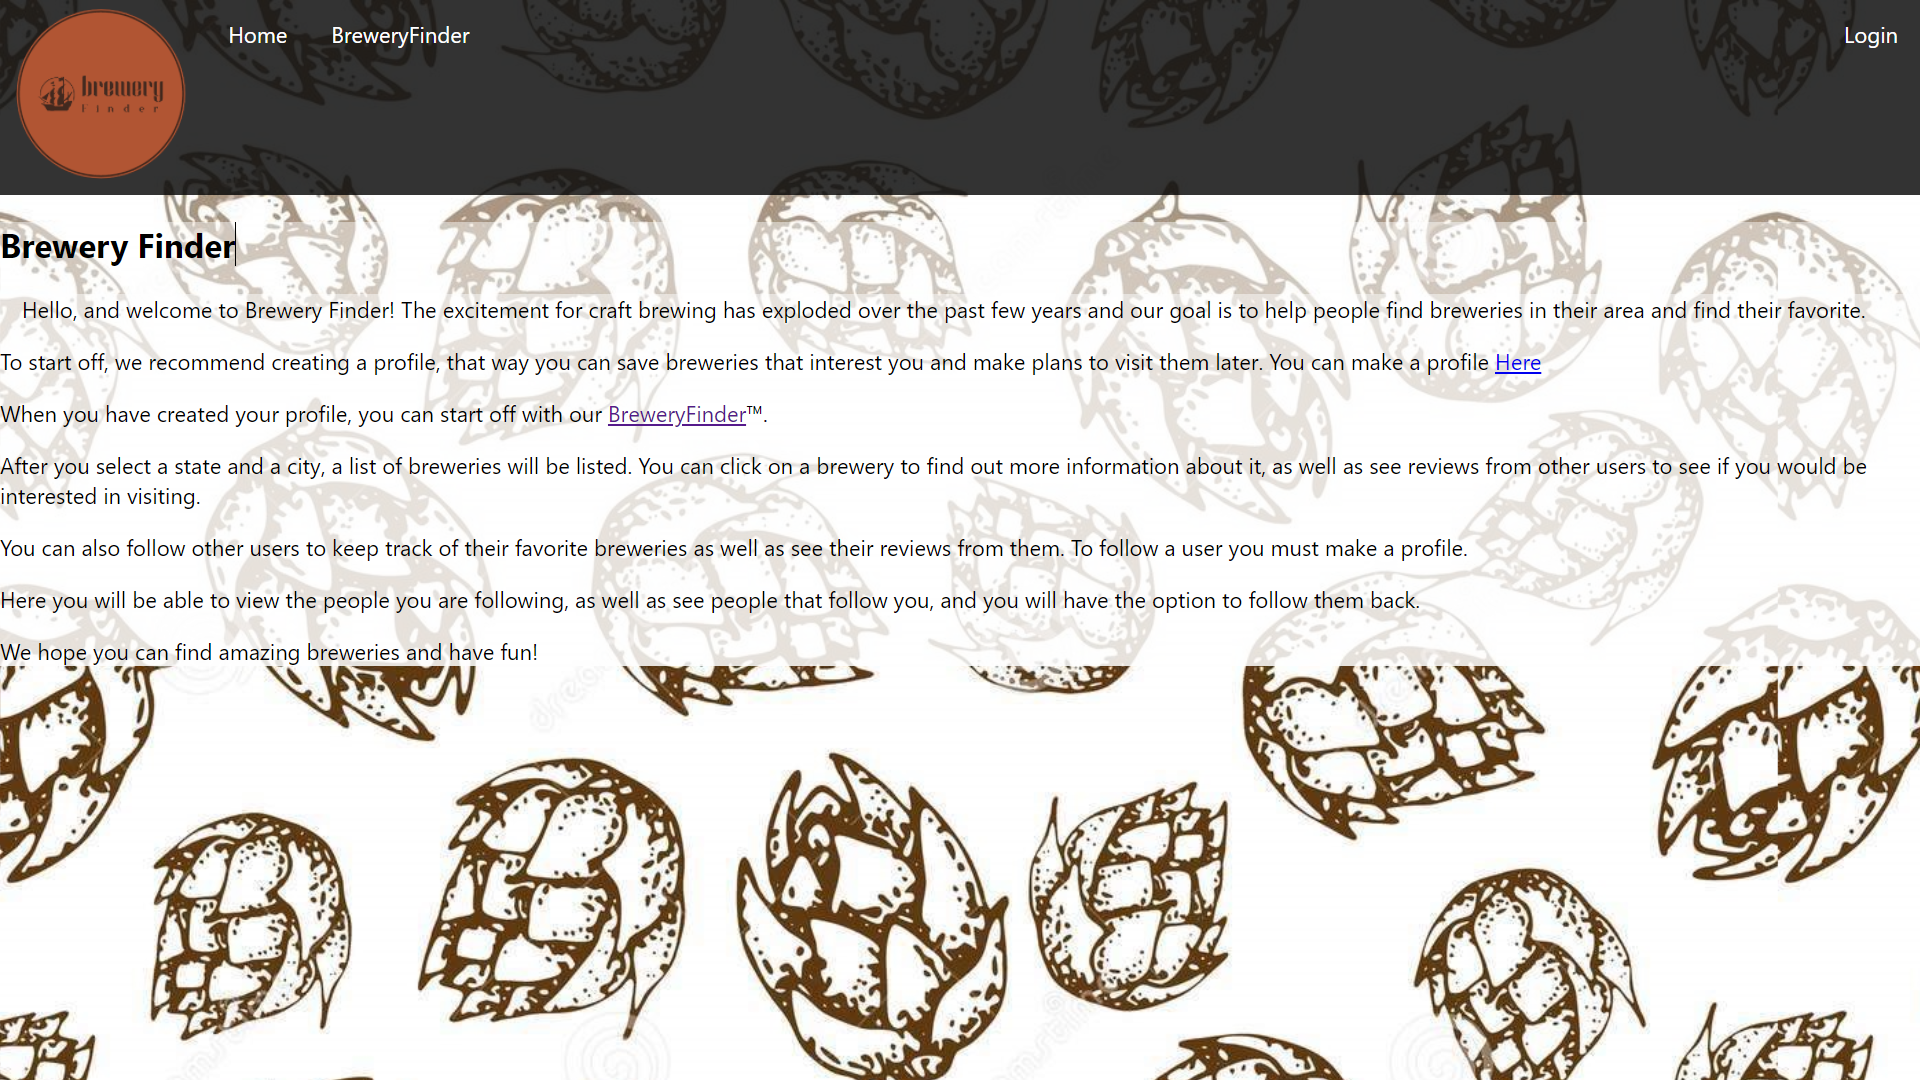 Home BreweryFinder Login
brewery
Finder
Brewery Finder
Hello, and welcome to Brewery Finder! The excitement for craft brewing has exploded over the past few years and our goal is to help people find breweries in their area and find their favorite.
To start off, we recommend creating a profile, that way you can save breweries that interest you and make plans to visit them later. You can make a profile Here
When you have created your profile, you can start off with our BreweryFinder™.
After you select a state and a city, a list of breweries will be listed. You can click on a brewery to find out more information about it, as well as see reviews from other users to see if you would be
interested in visiting.
You can also follow other users to keep track of their favorite breweries as well as see their reviews from them. To follow a user you must make a profile.
Here you will be able to view the people you are following, as well as see people that follow you, and you will have the option to follow them back.
We hope you can find amazing breweries and have fun!